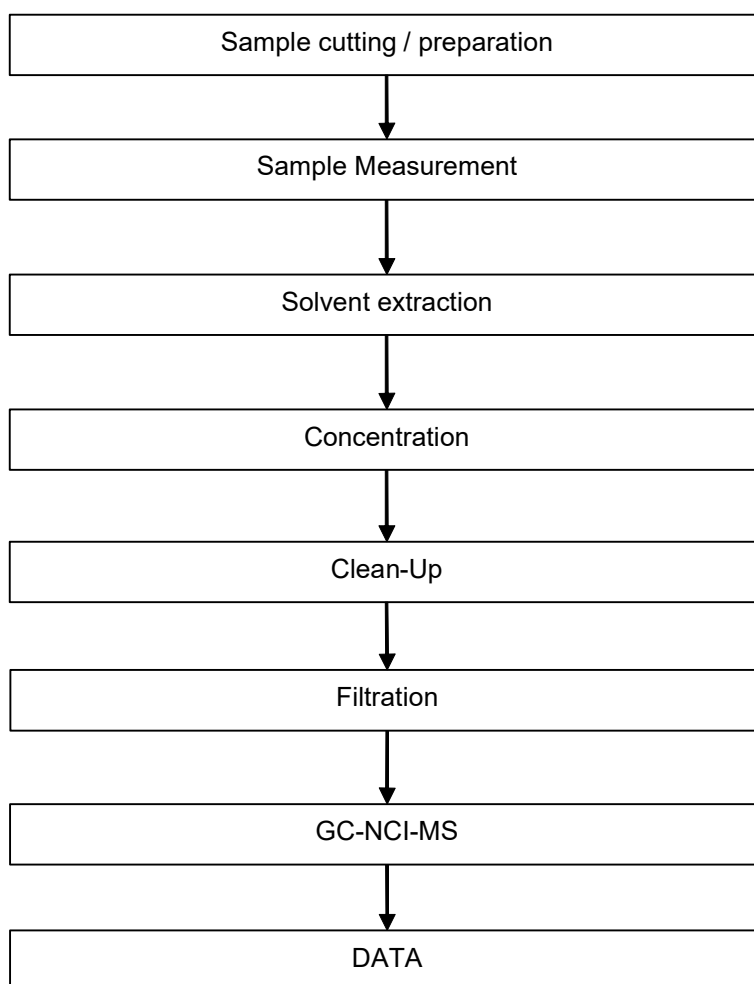 Sample cutting / preparation
Sample Measurement
Solvent extraction
Concentration
Clean-Up
Filtration
GC-NCI-MS
DATA